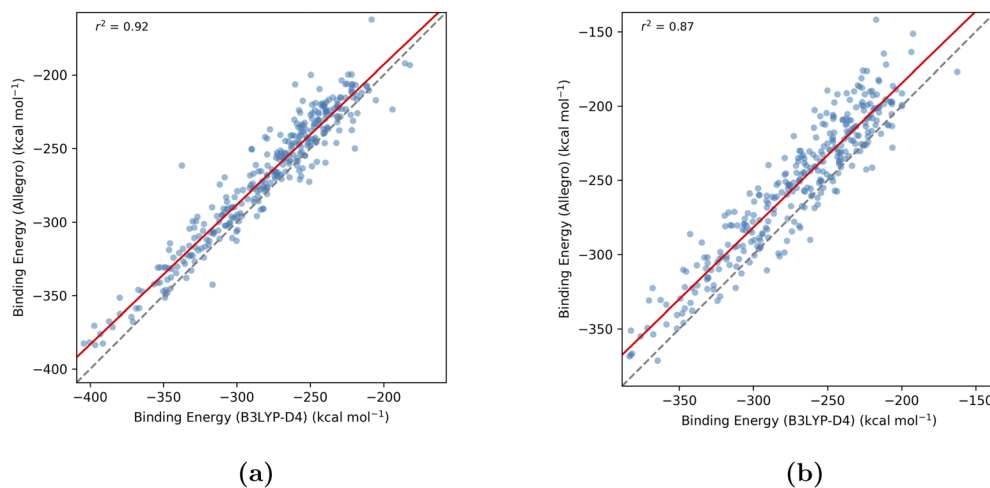 r² = 0.92
Binding Energy (Allegro) (kcal mol⁻¹)
−200
−250
−300
−350
−400
−400 −350 −300 −250 −200
Binding Energy (B3LYP-D4) (kcal mol⁻¹)
(a)
r² = 0.87
Binding Energy (Allegro) (kcal mol⁻¹)
−150
−200
−250
−300
−350
−350 −300 −250 −200 −150
Binding Energy (B3LYP-D4) (kcal mol⁻¹)
(b)